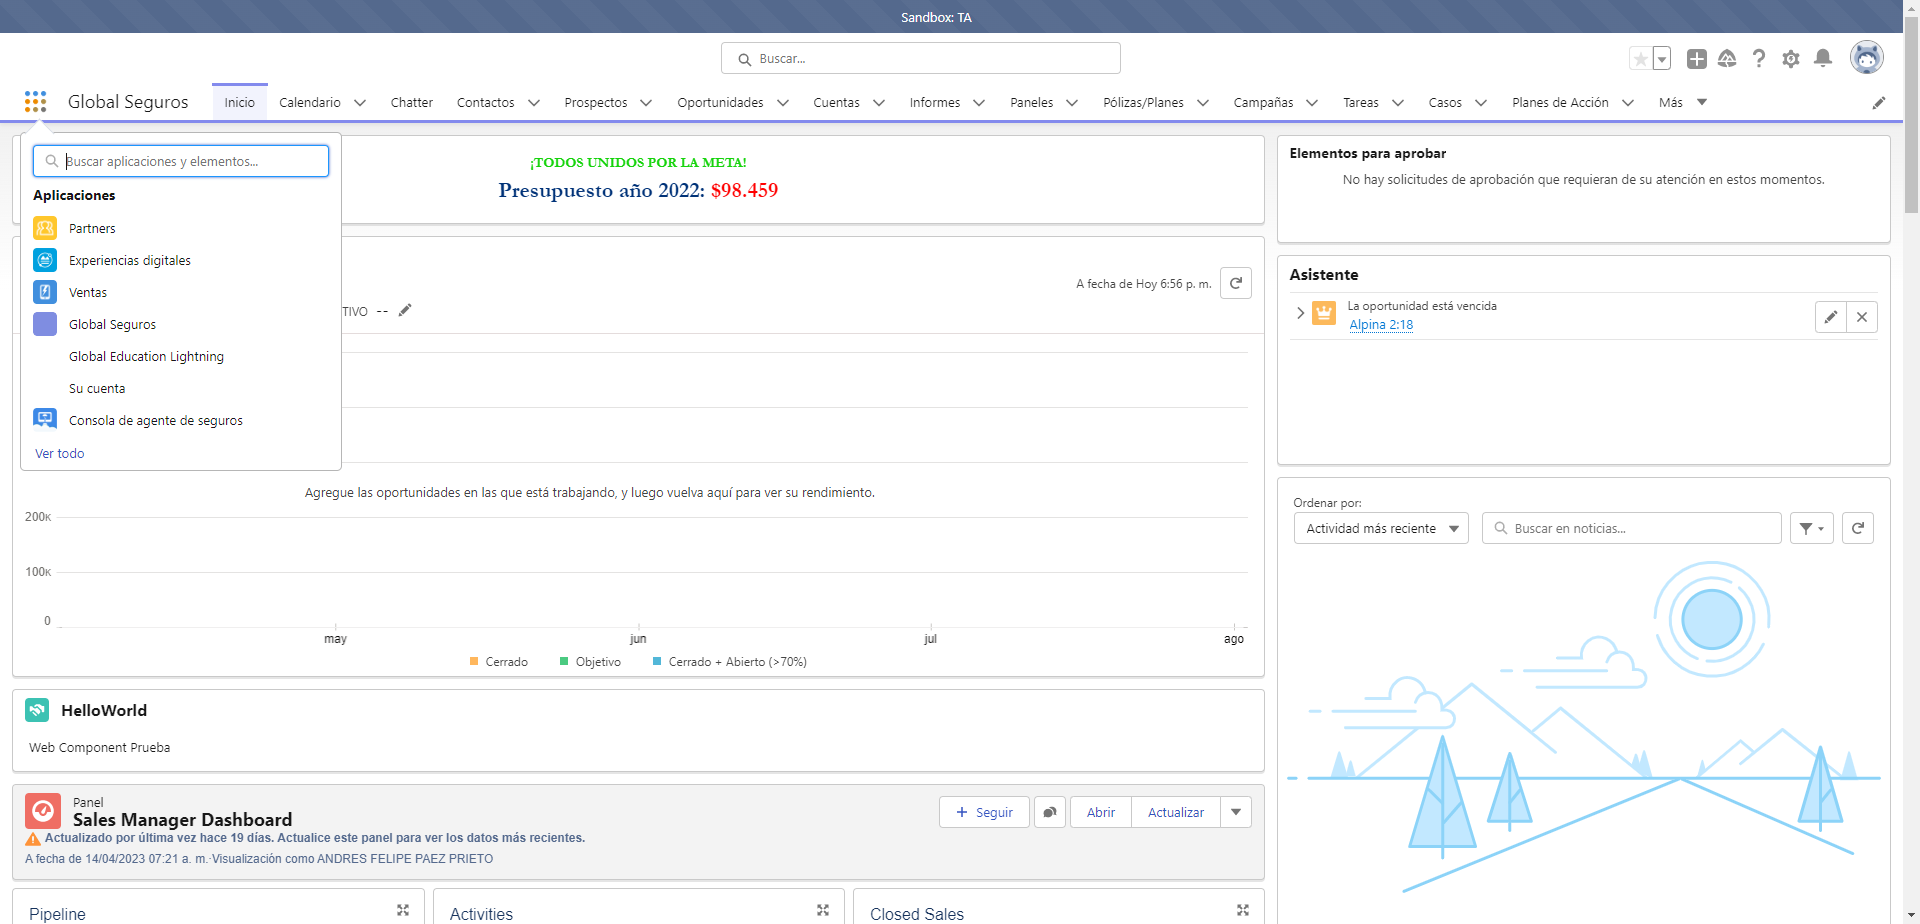 Sandbox: TA
Buscar...
Global Seguros
Inicio
Calendario
Chatter
Contactos
Prospectos
Oportunidades
Cuentas
Informes
Paneles
Pólizas/Planes
Campañas
Tareas
Casos
Planes de Acción
Más
Buscar aplicaciones y elementos...
Aplicaciones
Partners
Experiencias digitales
Ventas
Global Seguros
Global Education Lightning
Su cuenta
Consola de agente de seguros
Ver todo
¡TODOS UNIDOS POR LA META!
Presupuesto año 2022: $98.459
A fecha de Hoy 6:56 p. m.
TIVO --
Agregue las oportunidades en las que está trabajando, y luego vuelva aquí para ver su rendimiento.
200K
100K
0
may
jun
jul
ago
Cerrado
Objetivo
Cerrado + Abierto (>70%)
HelloWorld
Web Component Prueba
Panel
Sales Manager Dashboard
Actualizado por última vez hace 19 días. Actualice este panel para ver los datos más recientes.
A fecha de 14/04/2023 07:21 a. m.·Visualización como ANDRES FELIPE PAEZ PRIETO
Seguir
Abrir
Actualizar
Pipeline
Activities
Closed Sales
Elementos para aprobar
No hay solicitudes de aprobación que requieran de su atención en estos momentos.
Asistente
La oportunidad está vencida
Alpina 2:18
Ordenar por:
Actividad más reciente
Buscar en noticias...